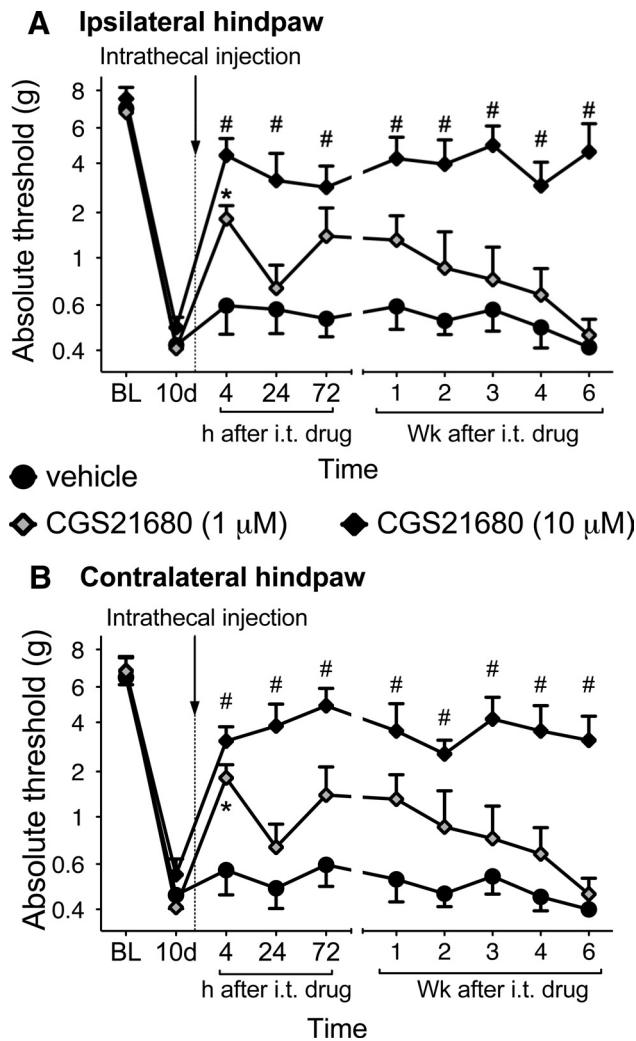 A Ipsilateral hindpaw
Intrathecal injection
Absolute threshold (g)
8
6
4
2
1
0.6
0.4
# # # # # # # #
*
BL 10d 4 24 72 1 2 3 4 6
h after i.t. drug Wk after i.t. drug
Time
vehicle
CGS21680 (1 μM) CGS21680 (10 μM)
B Contralateral hindpaw
Intrathecal injection
Absolute threshold (g)
8
6
4
2
1
0.6
0.4
# # # # # # # #
*
BL 10d 4 24 72 1 2 3 4 6
h after i.t. drug Wk after i.t. drug
Time